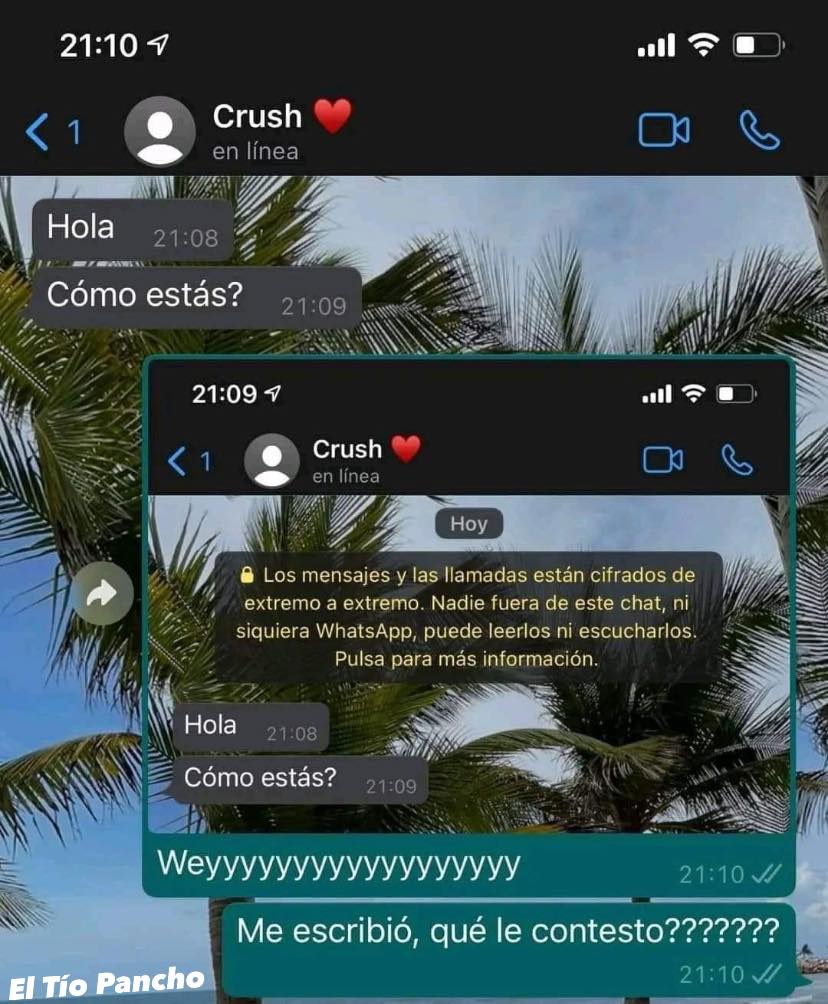 21:10
1
Crush ❤️
en línea
Hola 21:08
Cómo estás? 21:09
21:09
1
Crush ❤️
en línea
Hoy
🔒 Los mensajes y las llamadas están cifrados de
extremo a extremo. Nadie fuera de este chat, ni
siquiera WhatsApp, puede leerlos ni escucharlos.
Pulsa para más información.
Hola 21:08
Cómo estás? 21:09
Weyyyyyyyyyyyyyyyyyyy 21:10
Me escribió, qué le contesto???????
21:10
El Tío Pancho